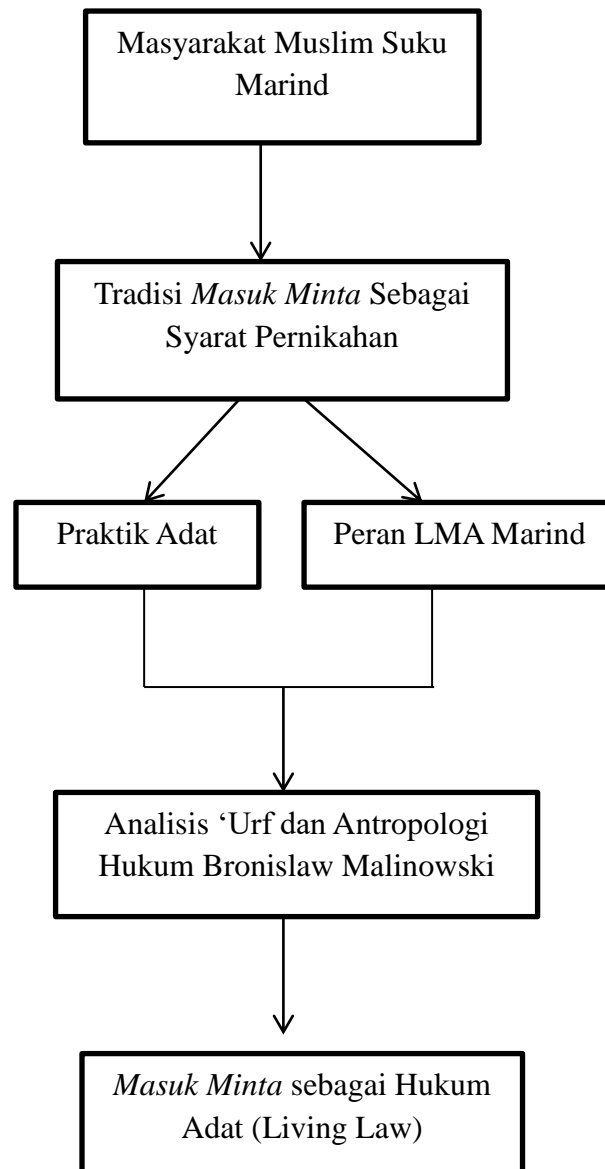 Masyarakat Muslim Suku
Marind
Tradisi Masuk Minta Sebagai
Syarat Pernikahan
Praktik Adat
Peran LMA Marind
Analisis ‘Urf dan Antropologi
Hukum Bronislaw Malinowski
Masuk Minta sebagai Hukum
Adat (Living Law)